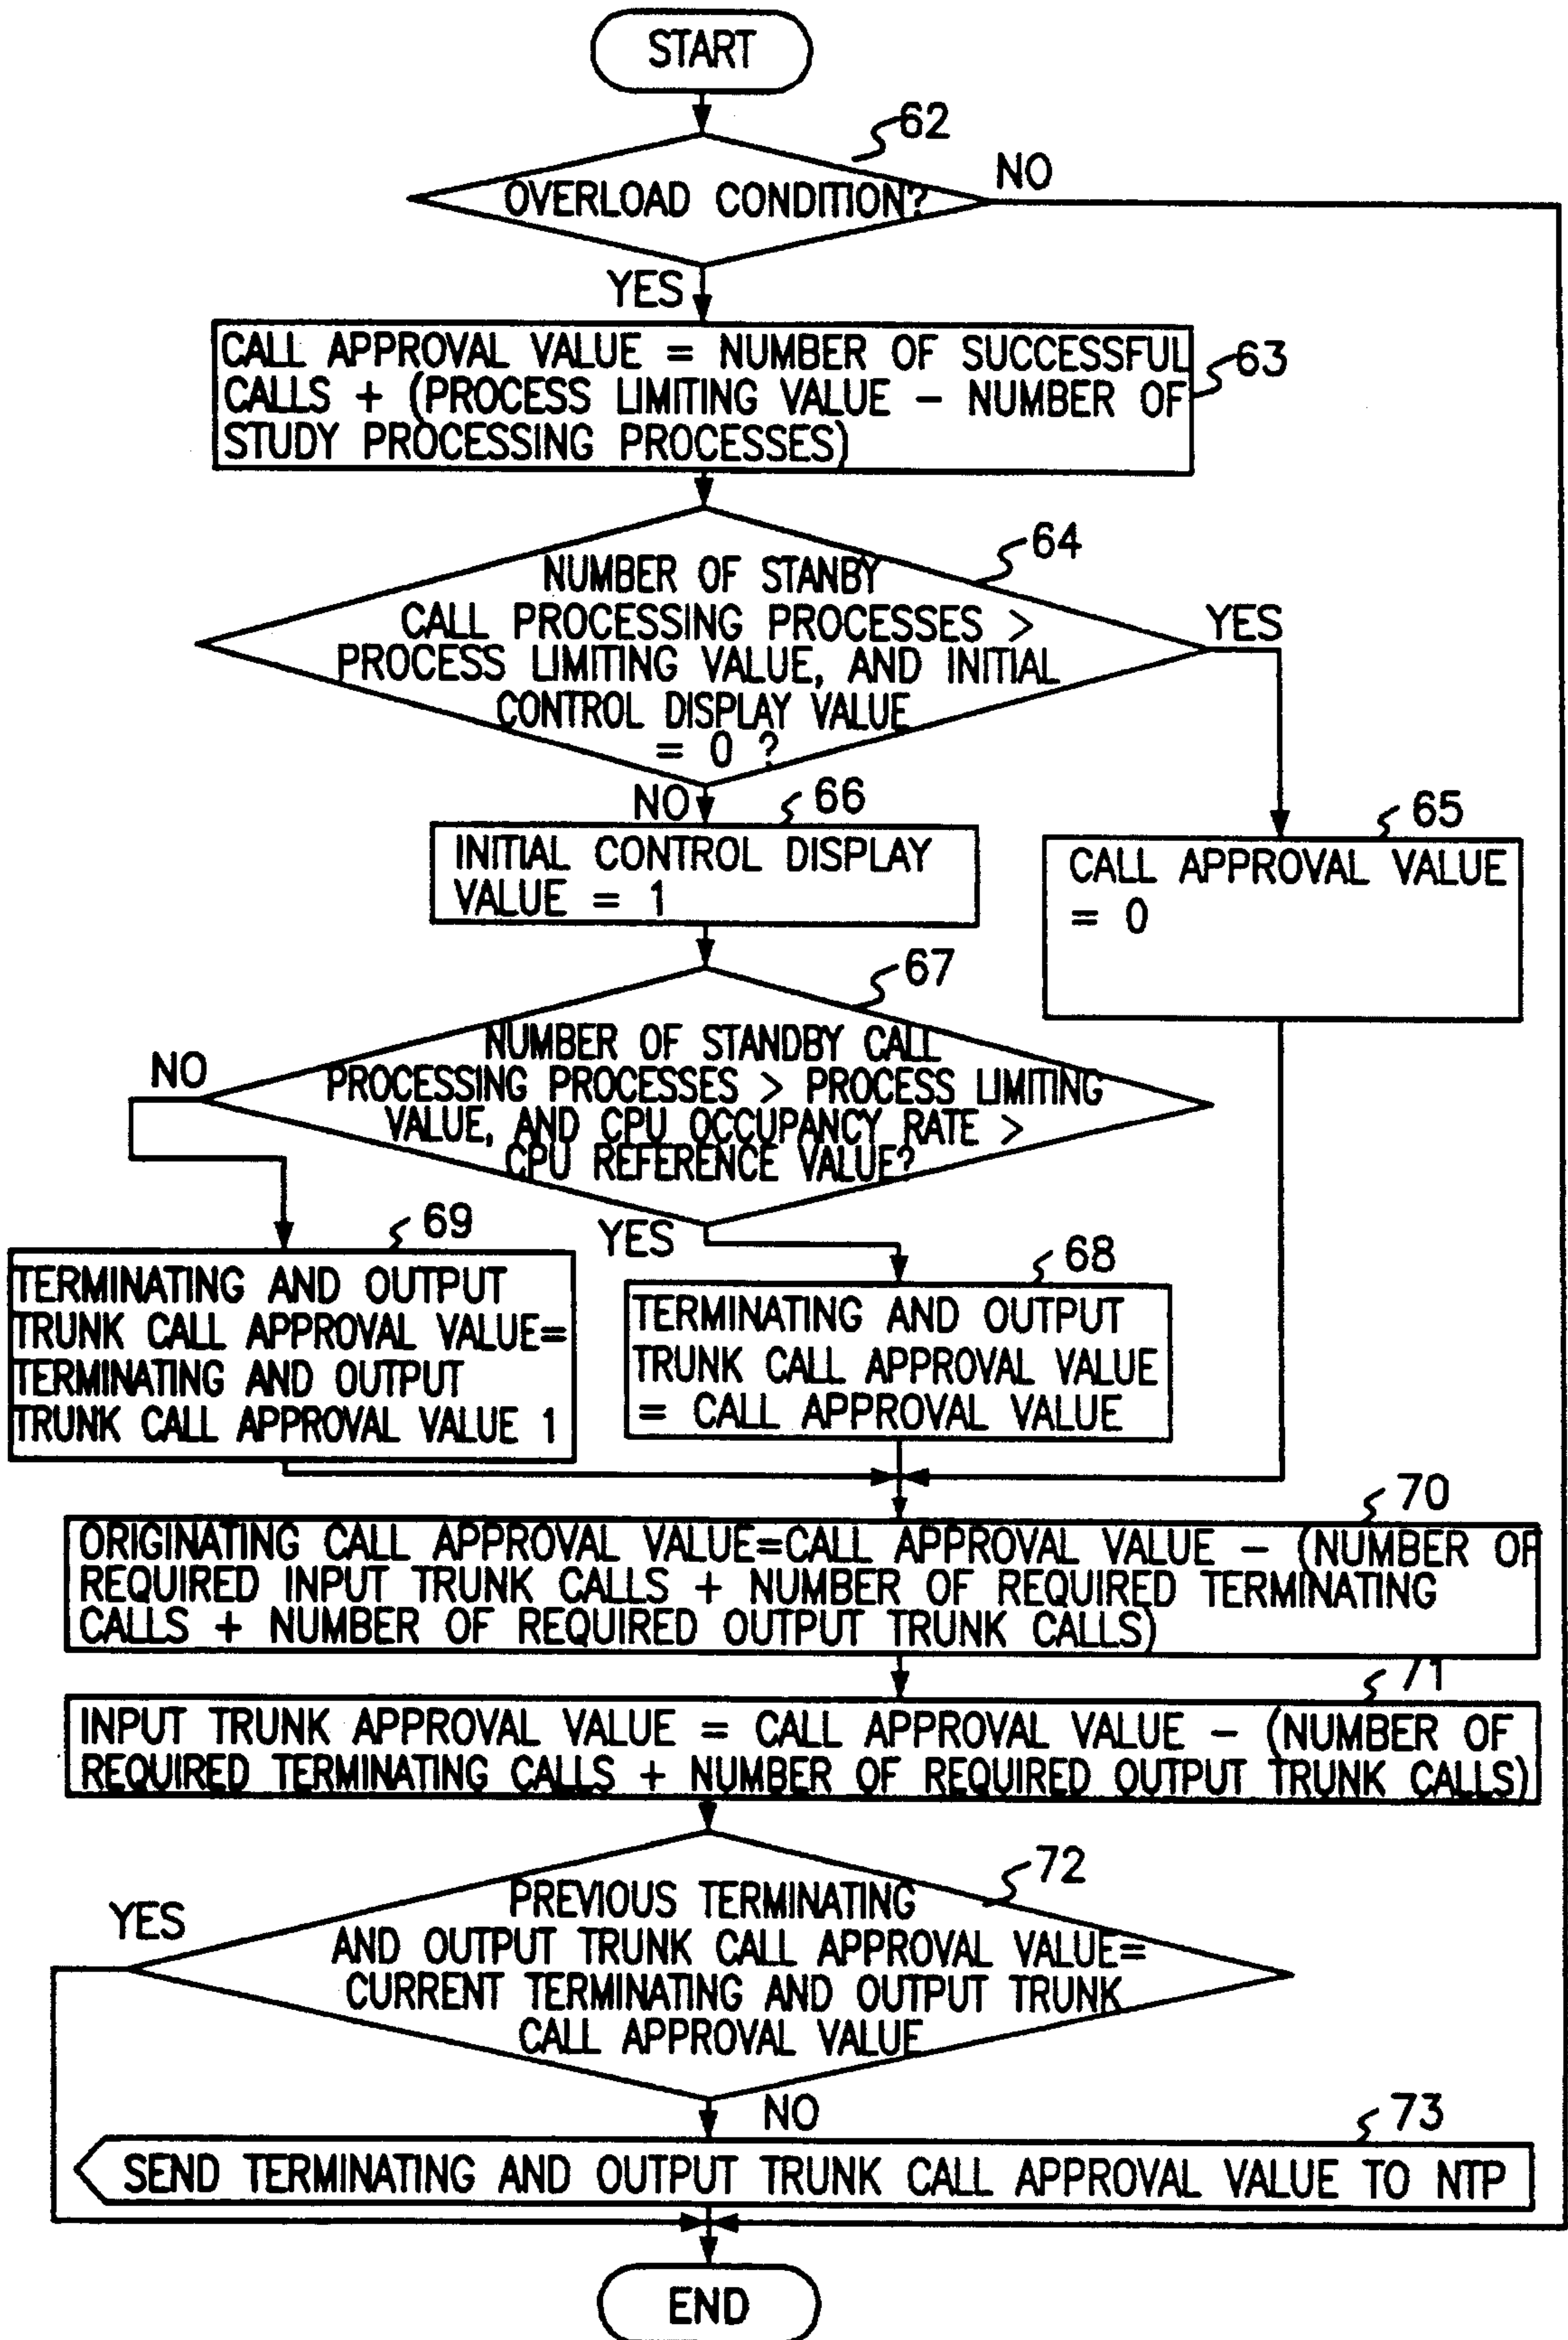 START
62
OVERLOAD CONDITION?
NO
YES
CALL APPROVAL VALUE = NUMBER OF SUCCESSFUL
CALLS + (PROCESS LIMITING VALUE - NUMBER OF
STUDY PROCESSING PROCESSES)
63
64
NUMBER OF STANBY
CALL PROCESSING PROCESSES >
PROCESS LIMITING VALUE, AND INITIAL
CONTROL DISPLAY VALUE
= 0 ?
YES
NO
66
INITIAL CONTROL DISPLAY
VALUE = 1
65
CALL APPROVAL VALUE
= 0
67
NUMBER OF STANDBY CALL
PROCESSING PROCESSES > PROCESS LIMITING
VALUE, AND CPU OCCUPANCY RATE >
CPU REFERENCE VALUE?
NO
YES
69
TERMINATING AND OUTPUT
TRUNK CALL APPROVAL VALUE=
TERMINATING AND OUTPUT
TRUNK CALL APPROVAL VALUE 1
68
TERMINATING AND OUTPUT
TRUNK CALL APPROVAL VALUE
= CALL APPROVAL VALUE
70
ORIGINATING CALL APPROVAL VALUE=CALL APPROVAL VALUE - (NUMBER OF
REQUIRED INPUT TRUNK CALLS + NUMBER OF REQUIRED TERMINATING
CALLS + NUMBER OF REQUIRED OUTPUT TRUNK CALLS)
71
INPUT TRUNK APPROVAL VALUE = CALL APPROVAL VALUE - (NUMBER OF
REQUIRED TERMINATING CALLS + NUMBER OF REQUIRED OUTPUT TRUNK CALLS)
72
PREVIOUS TERMINATING
AND OUTPUT TRUNK CALL APPROVAL VALUE=
CURRENT TERMINATING AND OUTPUT TRUNK
CALL APPROVAL VALUE
YES
NO
73
SEND TERMINATING AND OUTPUT TRUNK CALL APPROVAL VALUE TO NTP
END